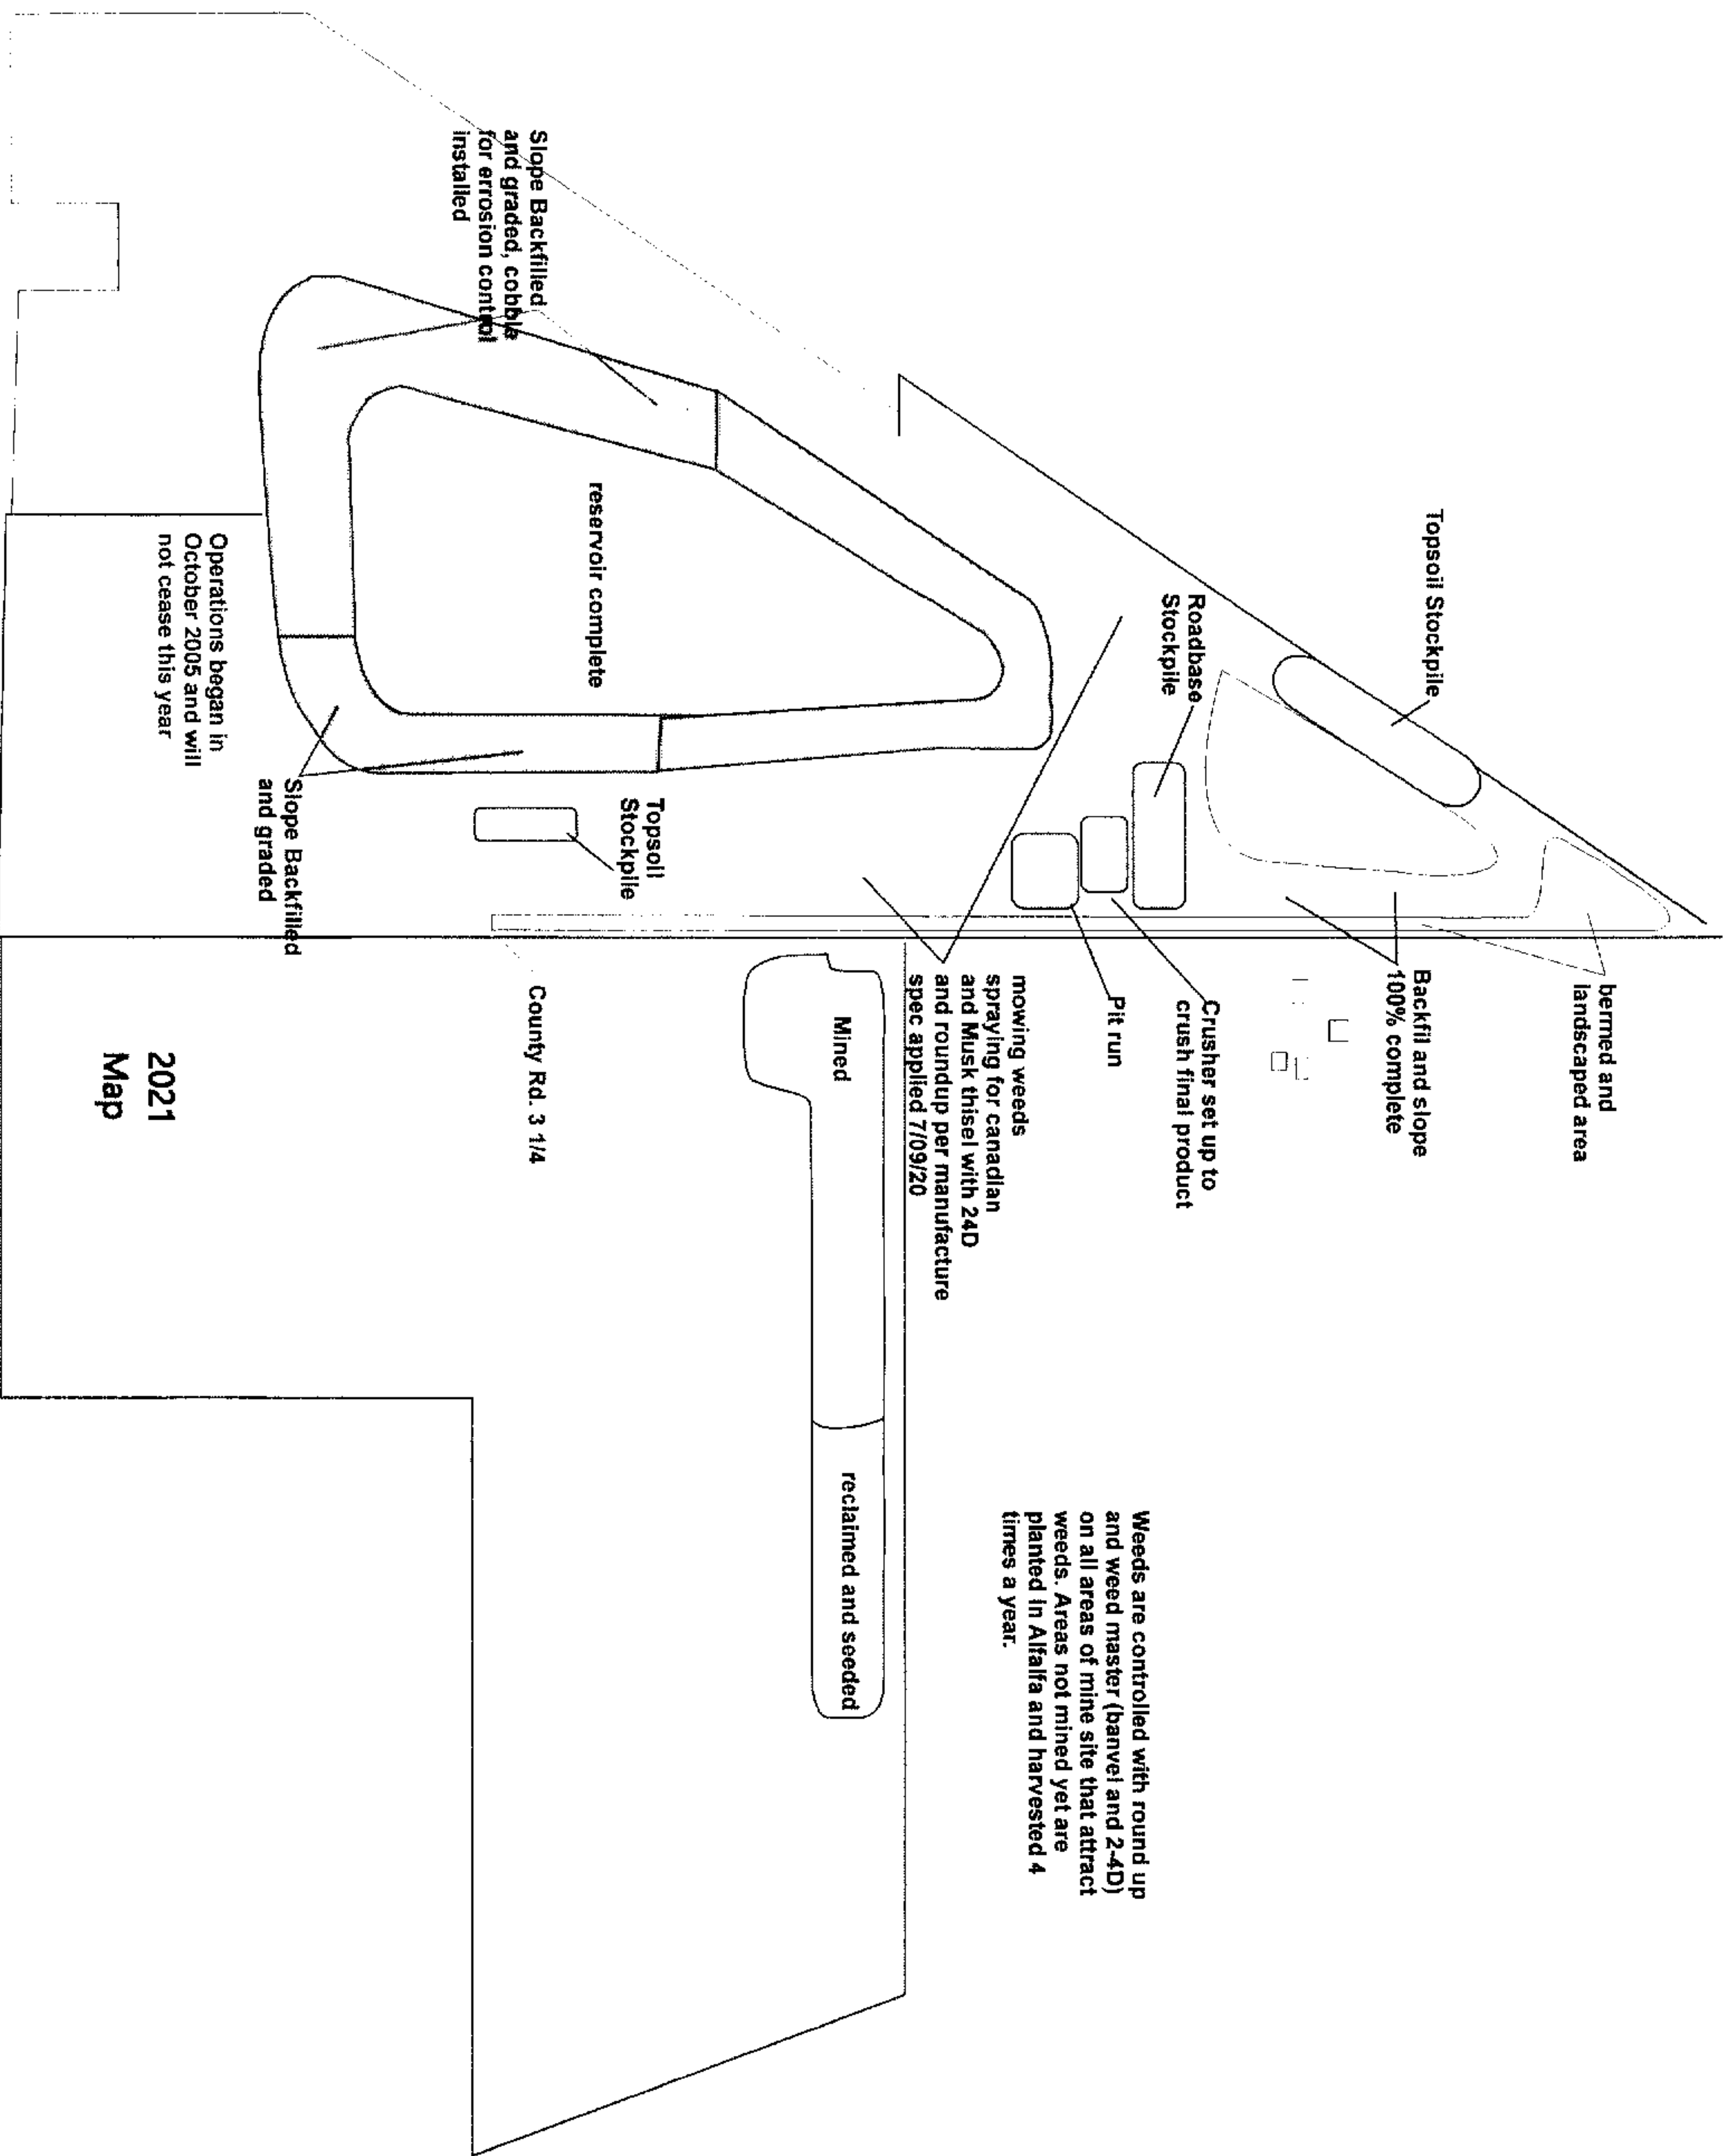 bermed and
landscaped area
Topsoil Stockpile
Backfil and slope
100% complete
Roadbase
Stockpile
Crusher set up to
crush final product
Pit run
mowing weeds
spraying for canadian
and Musk thisel with 24D
and roundup per manufacture
spec applied 7/09/20
Weeds are controlled with round up
and weed master (banvel and 2-4D)
on all areas of mine site that attract
weeds. Areas not mined yet are
planted in Alfalfa and harvested 4
times a year.
Mined
reclaimed and seeded
Topsoil
Stockpile
reservoir complete
Slope Backfilled
and graded, cobble
for errosion control
installed
County Rd. 3 1/4
Slope Backfilled
and graded
Operations began in
October 2005 and will
not cease this year
2021
Map